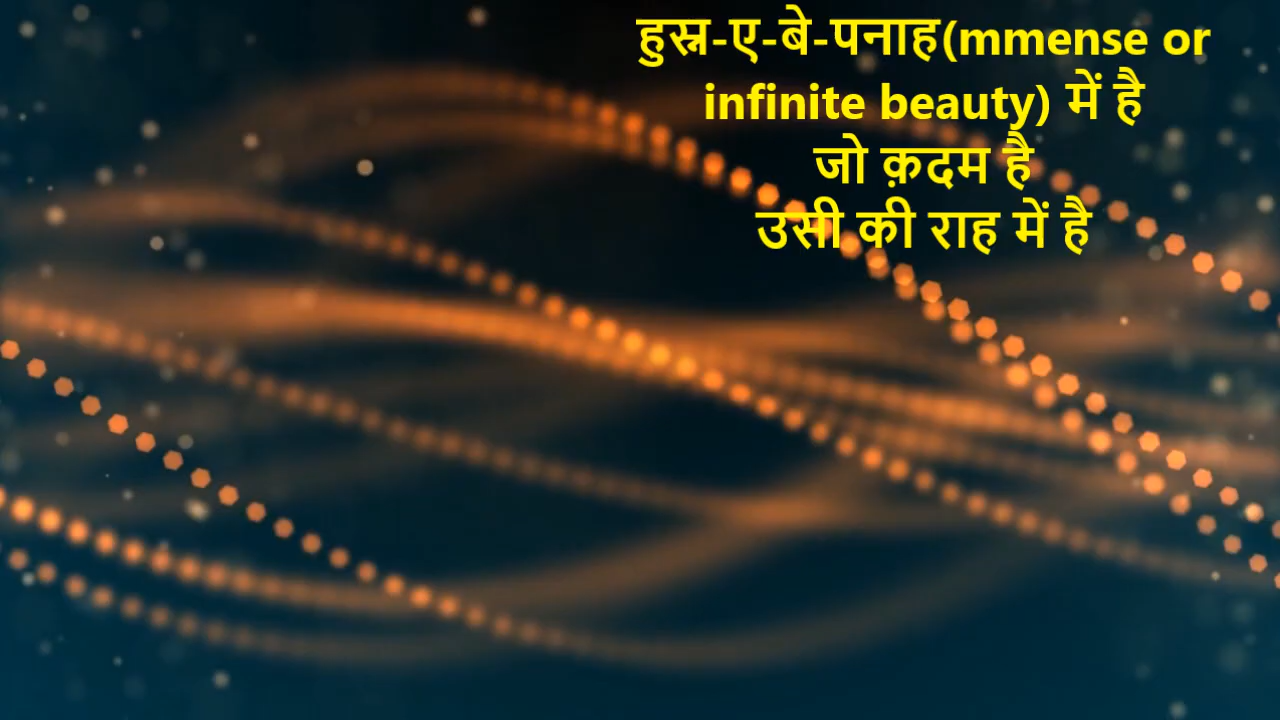 हुस्न-ए-बे-पनाह(mmense or
infinite beauty) में है
जो क़दम है
उसी की राह में है